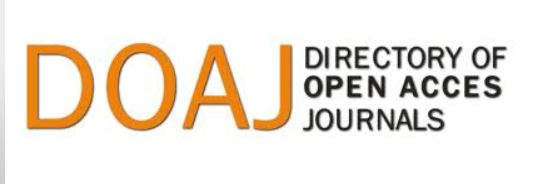 DOAJ
DIRECTORY OF
OPEN ACCES
JOURNALS